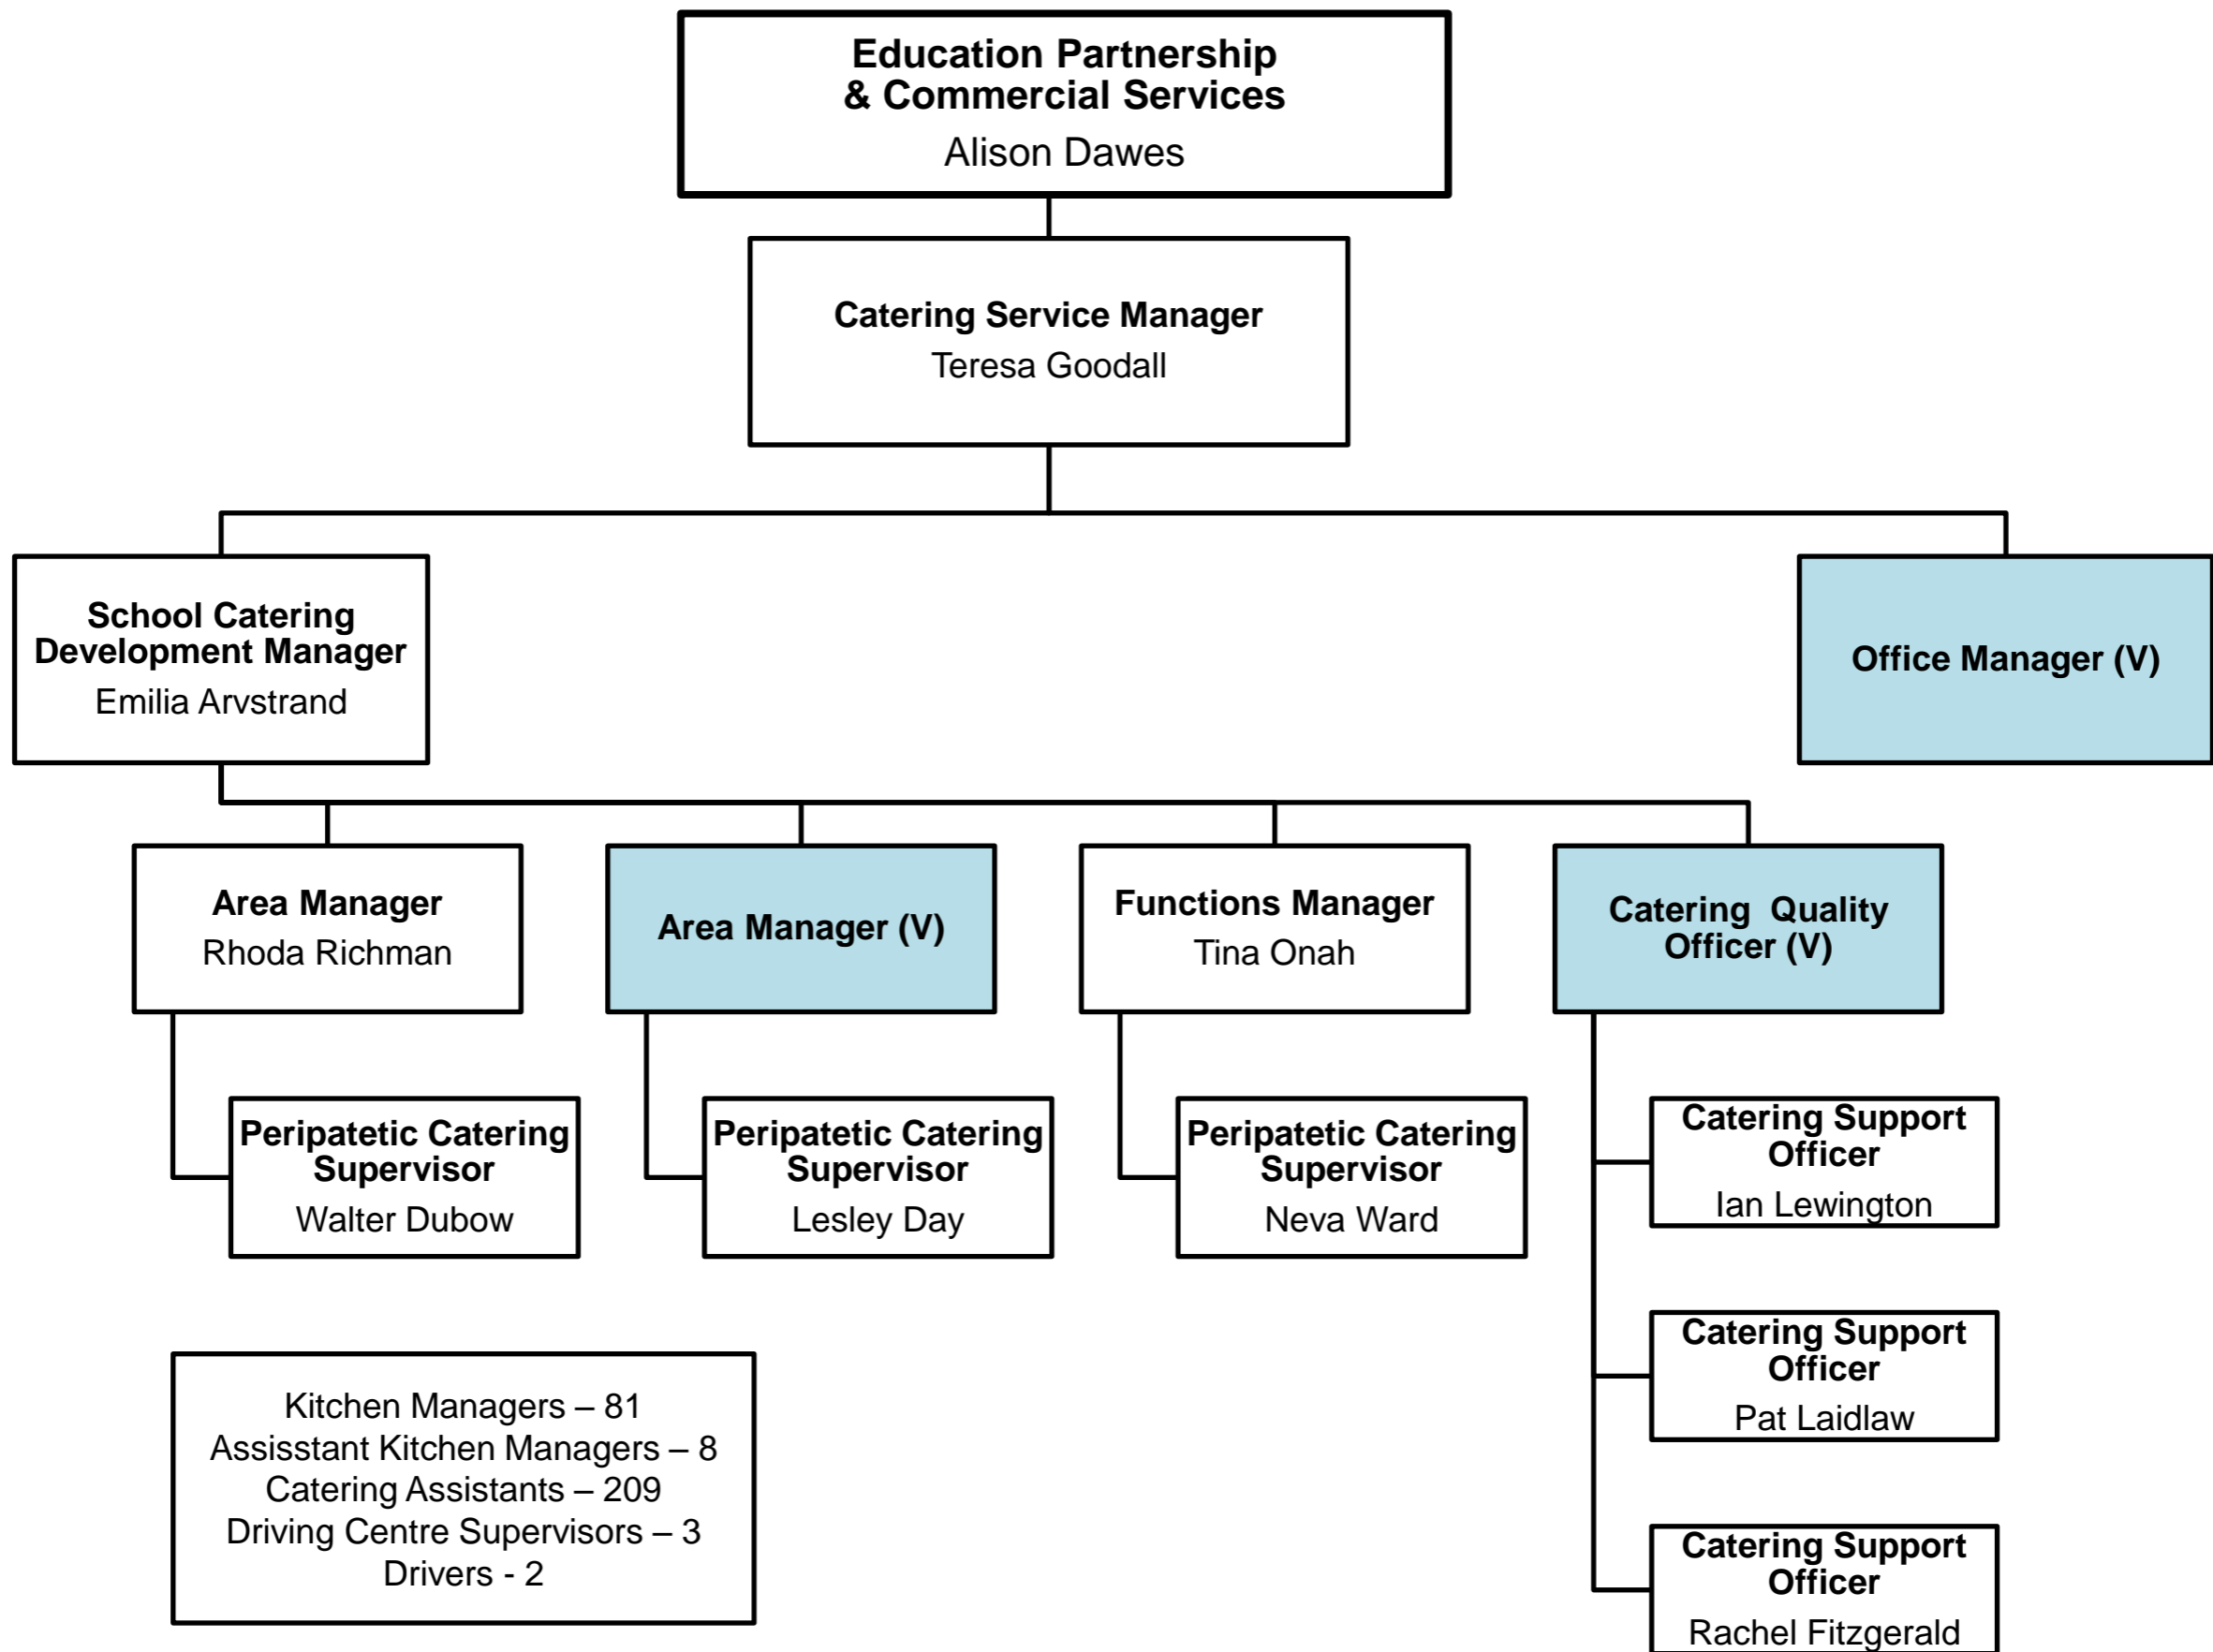 Education Partnership
& Commercial Services
Alison Dawes
Catering Service Manager
Teresa Goodall
School Catering
Development Manager
Emilia Arvstrand
Office Manager (V)
Area Manager
Rhoda Richman
Area Manager (V)
Functions Manager
Tina Onah
Catering  Quality
Officer (V)
Peripatetic Catering
Supervisor
Walter Dubow
Peripatetic Catering
Supervisor
Lesley Day
Peripatetic Catering
Supervisor
Neva Ward
Catering Support
Officer
Ian Lewington
Catering Support
Officer
Pat Laidlaw
Catering Support
Officer
Rachel Fitzgerald
Kitchen Managers – 81
Assisstant Kitchen Managers – 8
Catering Assistants – 209
Driving Centre Supervisors – 3
Drivers - 2